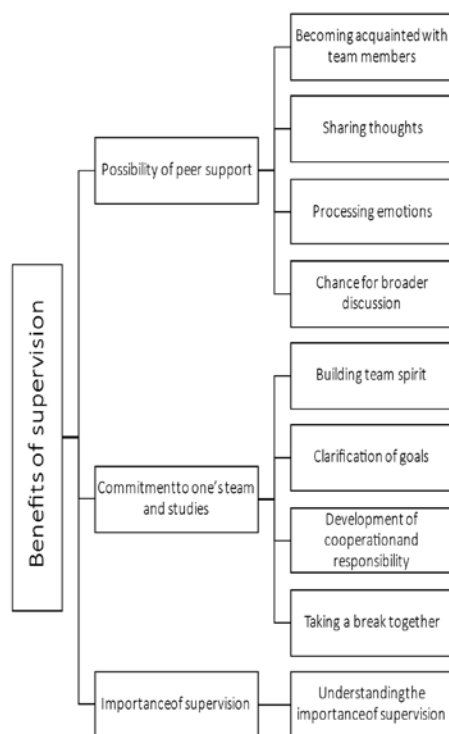 Benefits of supervision
Possibility of peer support
Becoming acquainted with
team members
Sharing thoughts
Processing emotions
Chance for broader
discussion
Commitment to one's team
and studies
Building team spirit
Clarification of goals
Development of
cooperation and
responsibility
Taking a break together
Importance of supervision
Understanding the
importance of supervision